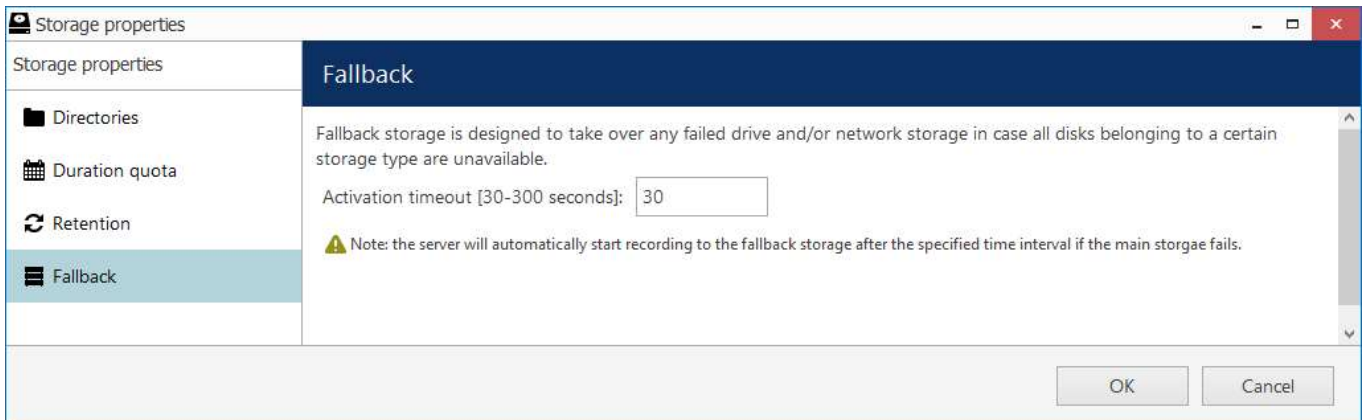 Storage properties
Storage properties
Fallback
Directories
Duration quota
Retention
Fallback
Fallback storage is designed to take over any failed drive and/or network storage in case all disks belonging to a certain
storage type are unavailable.
Activation timeout [30-300 seconds]: 30
Note: the server will automatically start recording to the fallback storage after the specified time interval if the main storgae fails.
OK Cancel